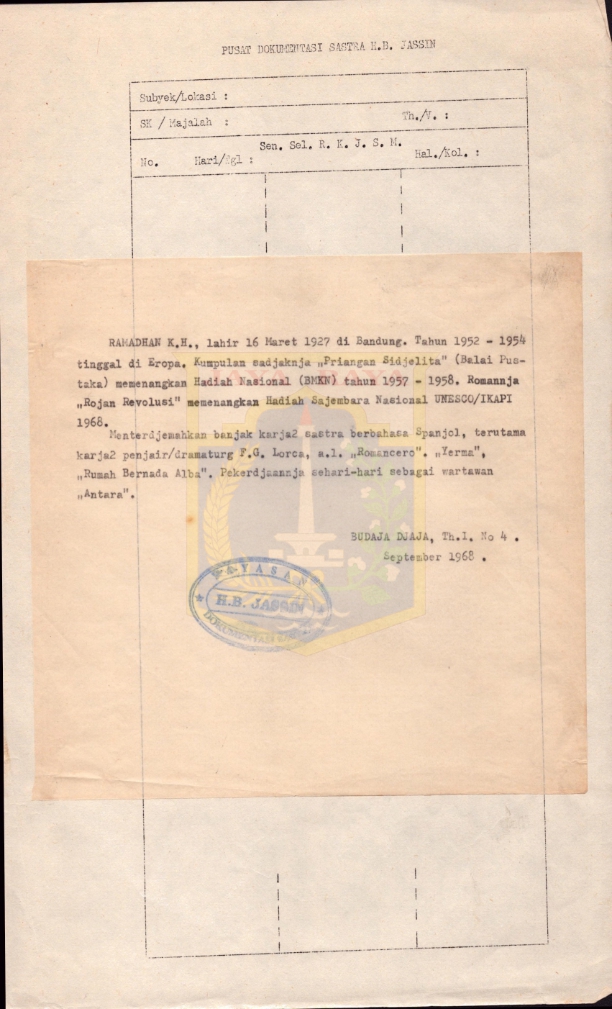 PUSAT DOKUMENTASI SASTRA H.B. JASSIN
Subyek/Lokasi :
SK / Majalah :
Th./V. :
Sen. Sel. R. K. J. S. M.
No. Hari/Tgl :
Hal./Kol. :
RAMADHAN K.H., lahir 16 Maret 1927 di Bandung. Tahun 1952 - 1954
tinggal di Eropa. Kumpulan sadjaknja „Priangan Sidjelita" (Balai Pus-
taka) memenangkan Hadiah Nasional (BMKN) tahun 1957 - 1958. Romannja
„Rojan Revolusi" memenangkan Hadiah Sajembara Nasional UNESCO/IKAPI
1968.
Menterdjemahkan banjak karja2 sastra berbahasa Spanjol, terutama
karja2 penjair/dramaturg F.G. Lorca, a.l. „Romancero". „Yerma",
„Rumah Bernada Alba". Pekerdjaannja sehari-hari sebagai wartawan
„Antara".
BUDAJA DJAJA, Th.I. No 4 .
September 1968 .
YAYASAN
H.B. JASSIN
DOKUMENTASI